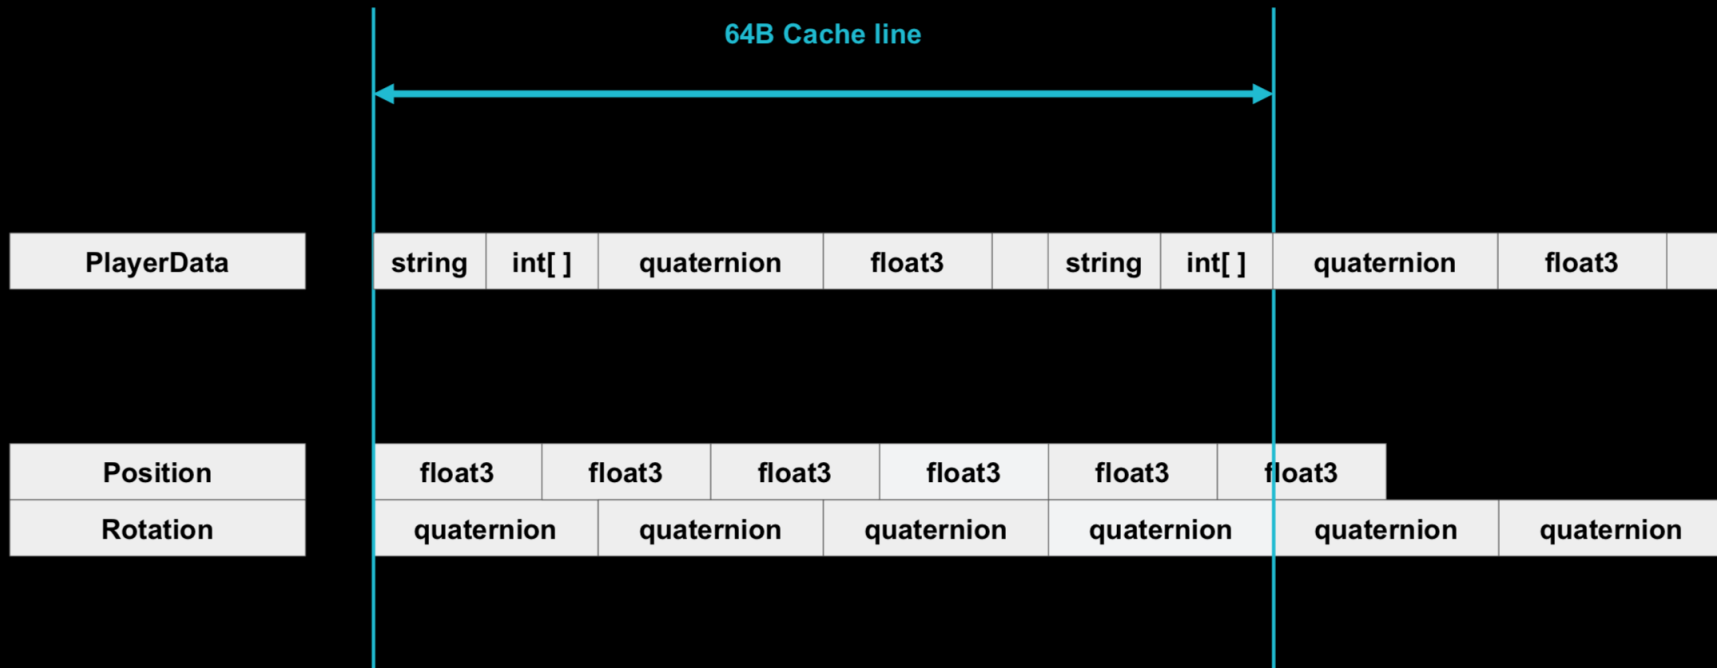 64B Cache line
PlayerData string int[ ] quaternion float3 string int[ ] quaternion float3
Position float3 float3 float3 float3 float3 float3
Rotation quaternion quaternion quaternion quaternion quaternion quaternion